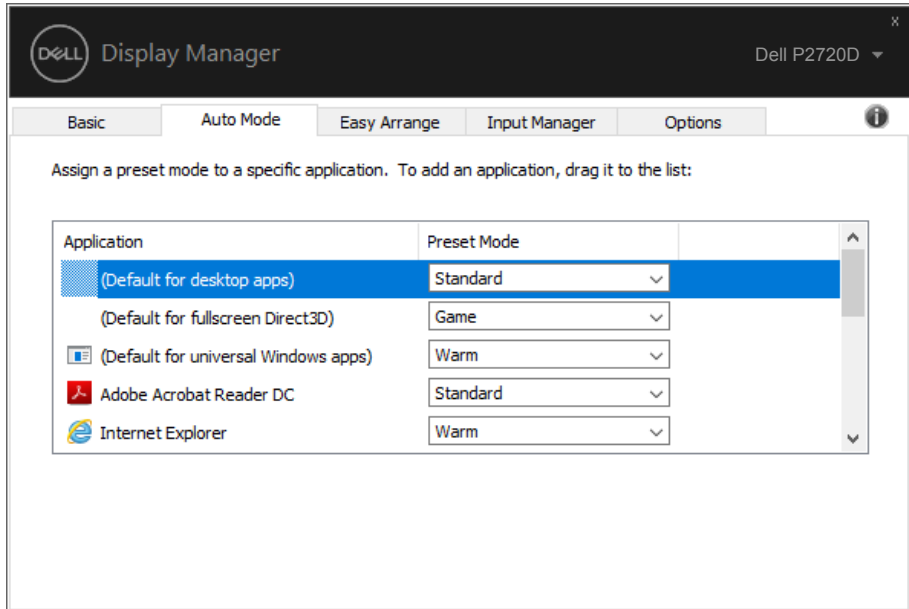 x
DELL Display Manager
Dell P2720D
Basic Auto Mode Easy Arrange Input Manager Options
Assign a preset mode to a specific application. To add an application, drag it to the list:
Application Preset Mode
(Default for desktop apps) Standard
(Default for fullscreen Direct3D) Game
(Default for universal Windows apps) Warm
Adobe Acrobat Reader DC Standard
Internet Explorer Warm